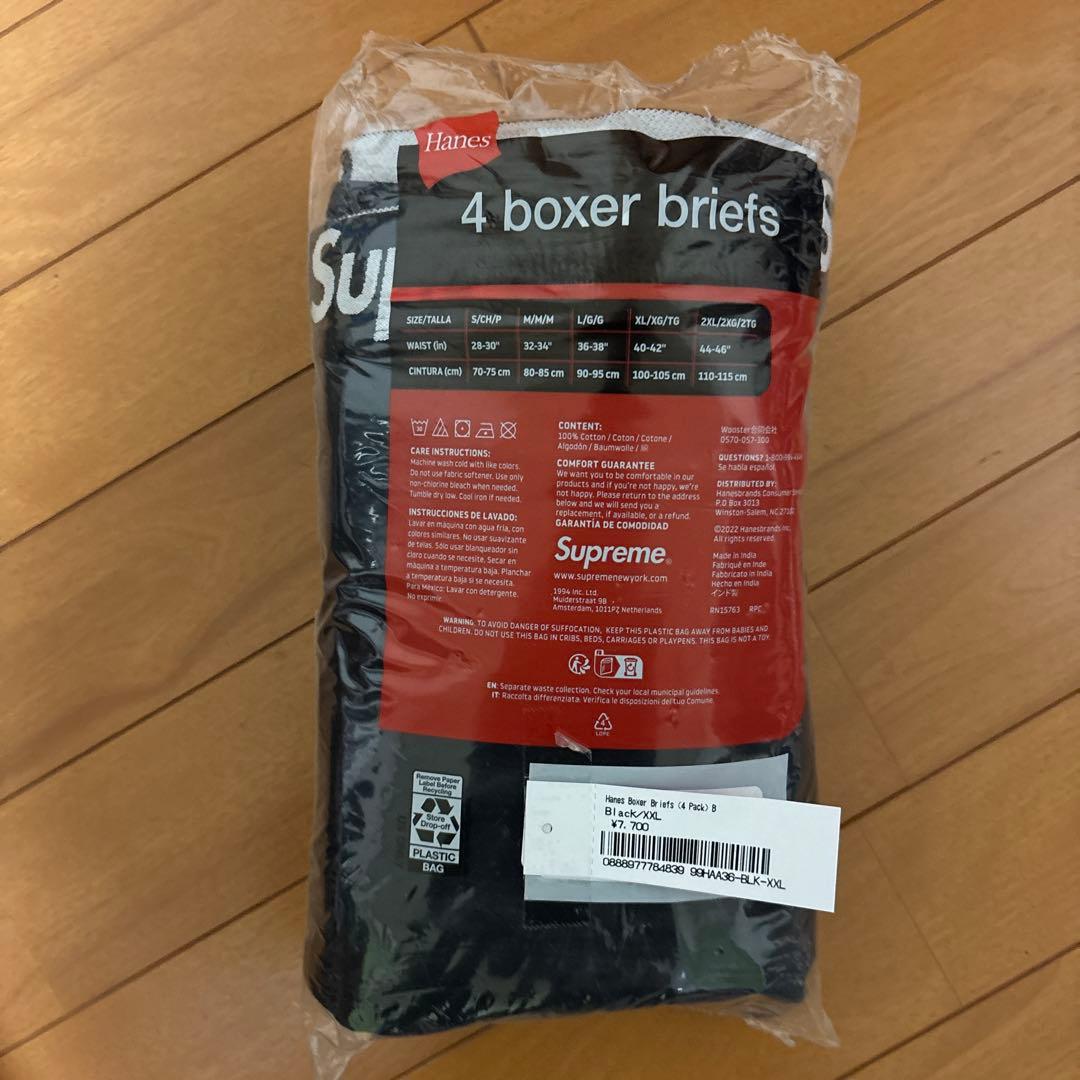 Hanes
4 boxer briefs
Sup
SIZE/TALLA S/CH/P M/M/M L/G/G XL/XG/TG 2XL/2XG/2TG
WAIST (in) 28-30" 32-34" 36-38" 40-42" 44-46"
CINTURA (cm) 70-75 cm 80-85 cm 90-95 cm 100-105 cm 110-115 cm
30
CARE INSTRUCTIONS:
Machine wash cold with like colors.
Do not use fabric softener. Use only
non-chlorine bleach when needed.
Tumble dry low. Cool iron if needed.
INSTRUCCIONES DE LAVADO:
Lavar en máquina con agua fría, con
colores similares. No usar suavizante
de telas. Sólo usar blanqueador sin
cloro cuando se necesite. Secar en
máquina a temperatura baja. Planchar
a temperatura baja si se necesita.
Para México: Lavar con detergente.
No exprimir.
CONTENT:
100% Cotton / Coton / Cotone /
Algodón / Baumwolle / 綿
COMFORT GUARANTEE
We want you to be comfortable in our
products and if you're not happy, we're
not happy. Please return to the address
below and we will send you a
replacement, if available, or a refund.
GARANTÍA DE COMODIDAD
Supreme®
www.supremenewyork.com
1994 Inc. Ltd.
Muiderstraat 9B
Amsterdam, 1011PZ Netherlands
Wooster合同会社
0570-057-300
QUESTIONS? 1-800-994-
Se habla español.
DISTRIBUTED BY:
Hanesbrands Consumer
P.O Box 3013
Winston-Salem, NC 27102
©2022 Hanesbrands Inc.
All rights reserved.
Made in India
Fabriqué en Inde
Fabbricato in India
Hecho en India
インド製
RN15763 RPC
WARNING: TO AVOID DANGER OF SUFFOCATION, KEEP THIS PLASTIC BAG AWAY FROM BABIES AND
CHILDREN. DO NOT USE THIS BAG IN CRIBS, BEDS, CARRIAGES OR PLAYPENS. THIS BAG IS NOT A TOY.
EN: Separate waste collection. Check your local municipal guidelines.
IT: Raccolta differenziata. Verifica le disposizioni del tuo Comune.
4
LDPE
Remove Paper
Label Before
Recycling
Store
Drop-off
PLASTIC
BAG
Hanes Boxer Briefs (4 Pack) B
Black/XXL
¥7,700
0888977784839 99HAA36-BLK-XXL